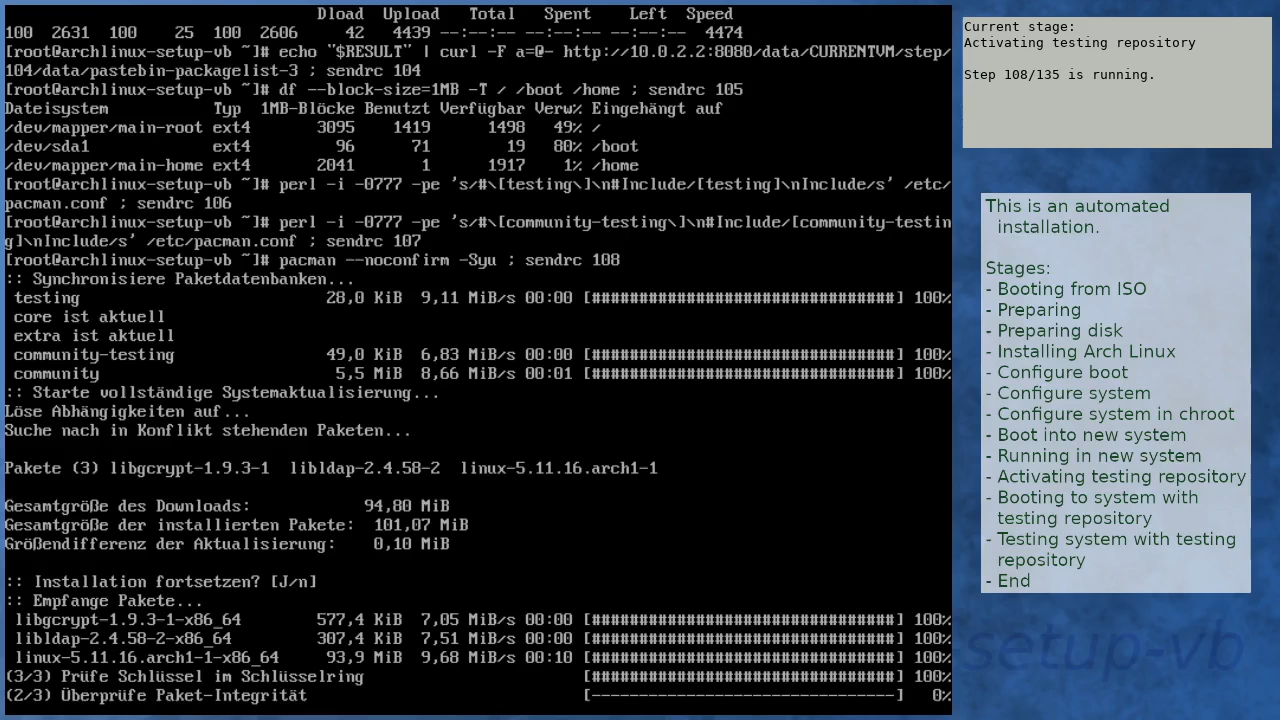 Dload  Upload   Total   Spent    Left  Speed
100  2631  100    25  100  2606     42   4439 --:--:-- --:--:-- --:--:--  4474
[root@archlinux-setup-vb ~]# echo "$RESULT" | curl -F a=@- http://10.0.2.2:8080/data/CURRENTVM/step/
104/data/pastebin-packagelist-3 ; sendrc 104
[root@archlinux-setup-vb ~]# df --block-size=1MB -T / /boot /home ; sendrc 105
Dateisystem           Typ  1MB-Blöcke Benutzt Verfügbar Verw% Eingehängt auf
/dev/mapper/main-root ext4       3095    1419      1498   49% /
/dev/sda1             ext4         96      71        19   80% /boot
/dev/mapper/main-home ext4       2041       1      1917    1% /home
[root@archlinux-setup-vb ~]# perl -i -0777 -pe 's/#\[testing\]\n#Include/[testing]\nInclude/s' /etc/
pacman.conf ; sendrc 106
[root@archlinux-setup-vb ~]# perl -i -0777 -pe 's/#\[community-testing\]\n#Include/[community-testin
g]\nInclude/s' /etc/pacman.conf ; sendrc 107
[root@archlinux-setup-vb ~]# pacman --noconfirm -Syu ; sendrc 108
:: Synchronisiere Paketdatenbanken...
 testing                          28,0 KiB  9,11 MiB/s 00:00 [################################] 100%
 core ist aktuell
 extra ist aktuell
 community-testing                49,0 KiB  6,83 MiB/s 00:00 [################################] 100%
 community                         5,5 MiB  8,66 MiB/s 00:01 [################################] 100%
:: Starte vollständige Systemaktualisierung...
Löse Abhängigkeiten auf...
Suche nach in Konflikt stehenden Paketen...
Pakete (3) libgcrypt-1.9.3-1  libldap-2.4.58-2  linux-5.11.16.arch1-1
Gesamtgröße des Downloads:            94,80 MiB
Gesamtgröße der installierten Pakete:  101,07 MiB
Größendifferenz der Aktualisierung:    0,10 MiB
:: Installation fortsetzen? [J/n]
:: Empfange Pakete...
 libgcrypt-1.9.3-1-x86_64        577,4 KiB  7,05 MiB/s 00:00 [################################] 100%
 libldap-2.4.58-2-x86_64         307,4 KiB  7,51 MiB/s 00:00 [################################] 100%
 linux-5.11.16.arch1-1-x86_64     93,9 MiB  9,68 MiB/s 00:10 [################################] 100%
(3/3) Prüfe Schlüssel im Schlüsselring                       [################################] 100%
(2/3) Überprüfe Paket-Integrität                             [--------------------------------]   0%
Current stage:
Activating testing repository
Step 108/135 is running.
This is an automated
installation.
Stages:
- Booting from ISO
- Preparing
- Preparing disk
- Installing Arch Linux
- Configure boot
- Configure system
- Configure system in chroot
- Boot into new system
- Running in new system
- Activating testing repository
- Booting to system with
testing repository
- Testing system with testing
repository
- End
setup-vb